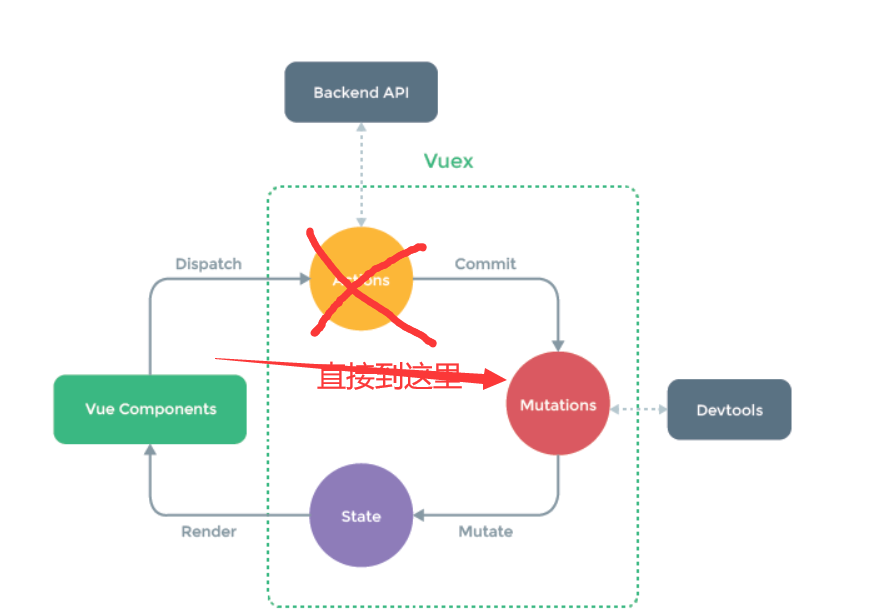 Backend API
Vuex
Dispatch
Actions
Commit
直接到这里
Vue Components
Mutations
Devtools
State
Render
Mutate